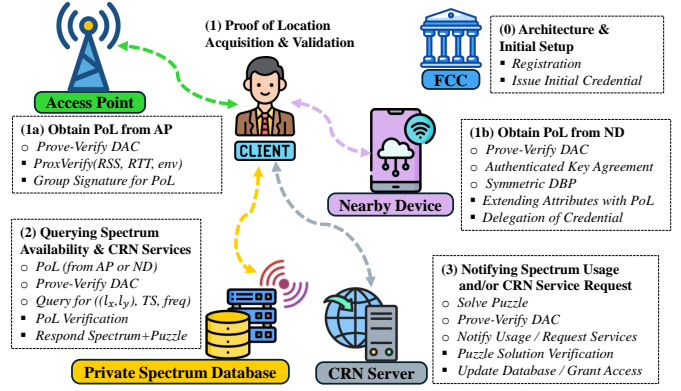 (1) Proof of Location
Acquisition & Validation
(0) Architecture &
Initial Setup
▪ Registration
▪ Issue Initial Credential
FCC
Access Point
(1a) Obtain PoL from AP
○ Prove-Verify DAC
▪ ProxVerify(RSS, RTT, env)
▪ Group Signature for PoL
CLIENT
(1b) Obtain PoL from ND
○ Prove-Verify DAC
○ Authenticated Key Agreement
○ Symmetric DBP
▪ Extending Attributes with PoL
▪ Delegation of Credential
Nearby Device
(2) Querying Spectrum
Availability & CRN Services
○ PoL (from AP or ND)
○ Prove-Verify DAC
○ Query for ((lx,ly), TS, freq)
▪ PoL Verification
▪ Respond Spectrum+Puzzle
(3) Notifying Spectrum Usage
and/or CRN Service Request
○ Solve Puzzle
○ Prove-Verify DAC
○ Notify Usage / Request Services
▪ Puzzle Solution Verification
▪ Update Database / Grant Access
Private Spectrum Database
CRN Server